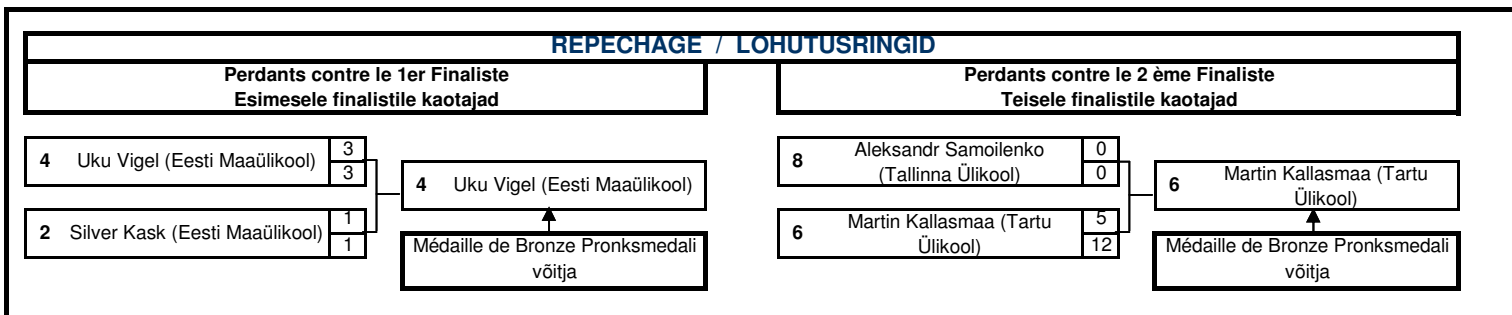 REPECHAGE / LOHUTUSRINGID
Perdants contre le 1er Finaliste
Esimesele finalistile kaotajad
Perdants contre le 2 ème Finaliste
Teisele finalistile kaotajad
4 Uku Vigel (Eesti Maaülikool) 3
3
2 Silver Kask (Eesti Maaülikool) 1
1
4 Uku Vigel (Eesti Maaülikool)
Médaille de Bronze Pronksmedali
võitja
8 Aleksandr Samoilenko 0
(Tallinna Ülikool) 0
6 Martin Kallasmaa (Tartu 5
Ülikool) 12
6 Martin Kallasmaa (Tartu
Ülikool)
Médaille de Bronze Pronksmedali
võitja